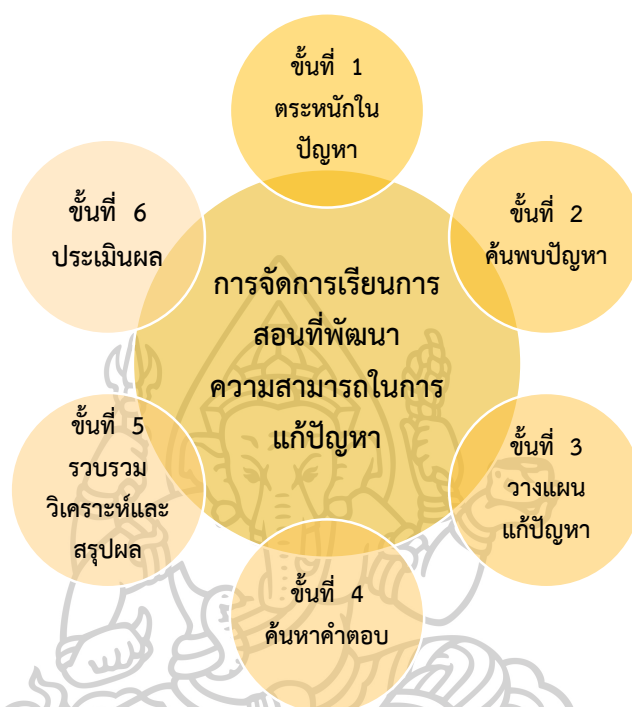 ขั้นที่ 1
ตระหนักใน
ปัญหา
ขั้นที่ 2
ค้นพบปัญหา
ขั้นที่ 3
วางแผน
แก้ปัญหา
ขั้นที่ 4
ค้นหาคำตอบ
ขั้นที่ 5
รวบรวม
วิเคราะห์และ
สรุปผล
ขั้นที่ 6
ประเมินผล
การจัดการเรียนการ
สอนที่พัฒนา
ความสามารถในการ
แก้ปัญหา